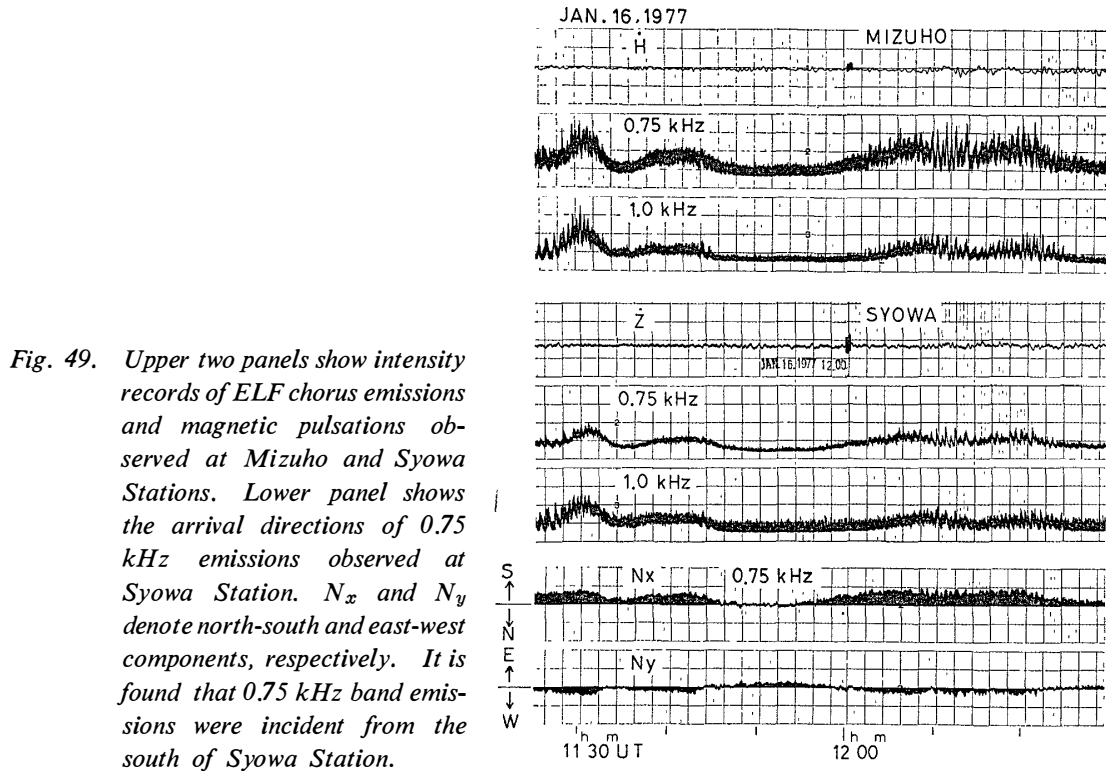 Fig. 49. Upper two panels show intensity
records of ELF chorus emissions
and magnetic pulsations ob-
served at Mizuho and Syowa
Stations. Lower panel shows
the arrival directions of 0.75
kHz emissions observed at
Syowa Station. Nx and Ny
denote north-south and east-west
components, respectively. It is
found that 0.75 kHz band emis-
sions were incident from the
south of Syowa Station.
JAN. 16, 1977
Ḣ MIZUHO
0.75 kHz
2
1.0 kHz
3
Ż SYOWA
JAN. 16. 1977 12.00
0.75 kHz
2
1.0 kHz
3
S
Nx 0.75 kHz
N
E
Ny
W
h m h m
11 30 UT 12 00